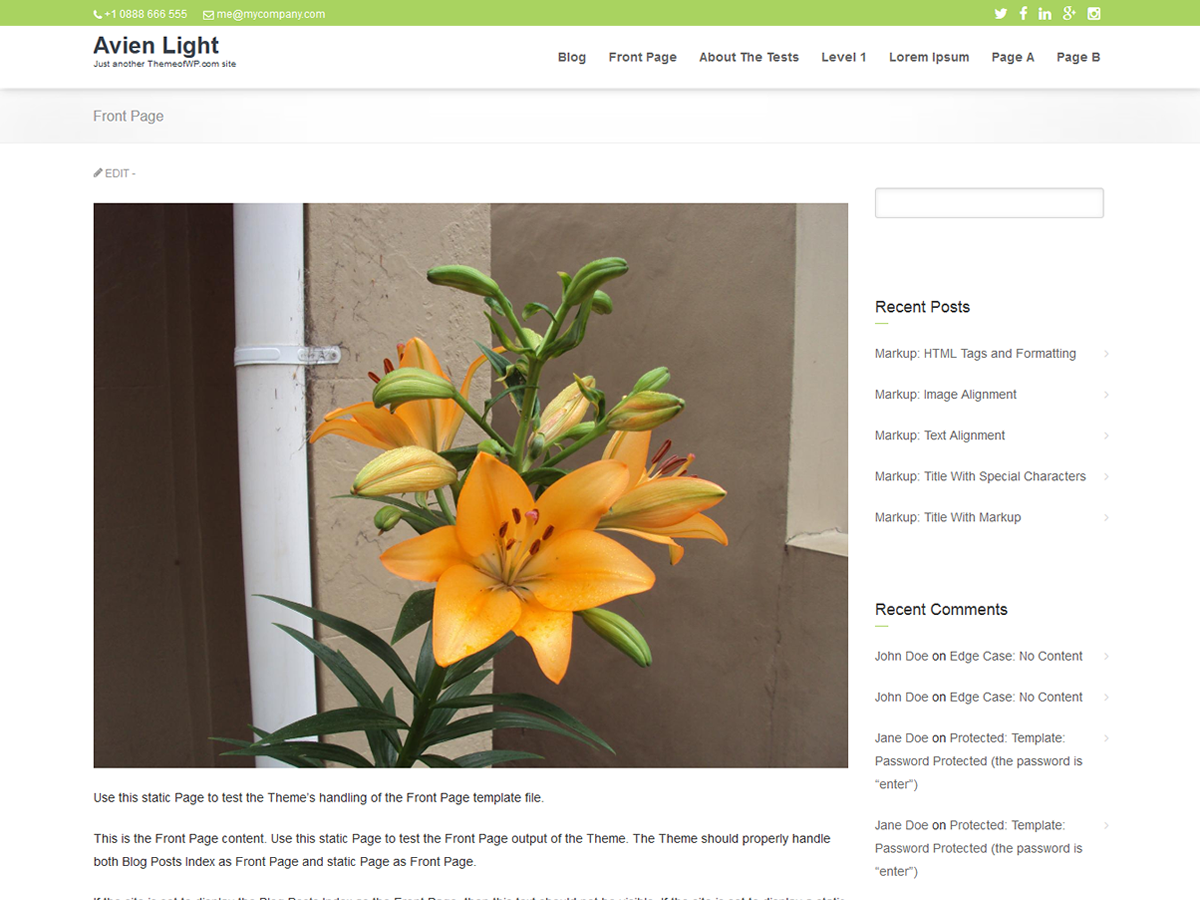 +1 0888 666 555 me@mycompany.com
Avien Light
Just another ThemeofWP.com site
Blog Front Page About The Tests Level 1 Lorem Ipsum Page A Page B
Front Page
EDIT -
Use this static Page to test the Theme’s handling of the Front Page template file.
This is the Front Page content. Use this static Page to test the Front Page output of the Theme. The Theme should properly handle
both Blog Posts Index as Front Page and static Page as Front Page.
Recent Posts
Markup: HTML Tags and Formatting
Markup: Image Alignment
Markup: Text Alignment
Markup: Title With Special Characters
Markup: Title With Markup
Recent Comments
John Doe on Edge Case: No Content
John Doe on Edge Case: No Content
Jane Doe on Protected: Template:
Password Protected (the password is
“enter”)
Jane Doe on Protected: Template:
Password Protected (the password is
“enter”)